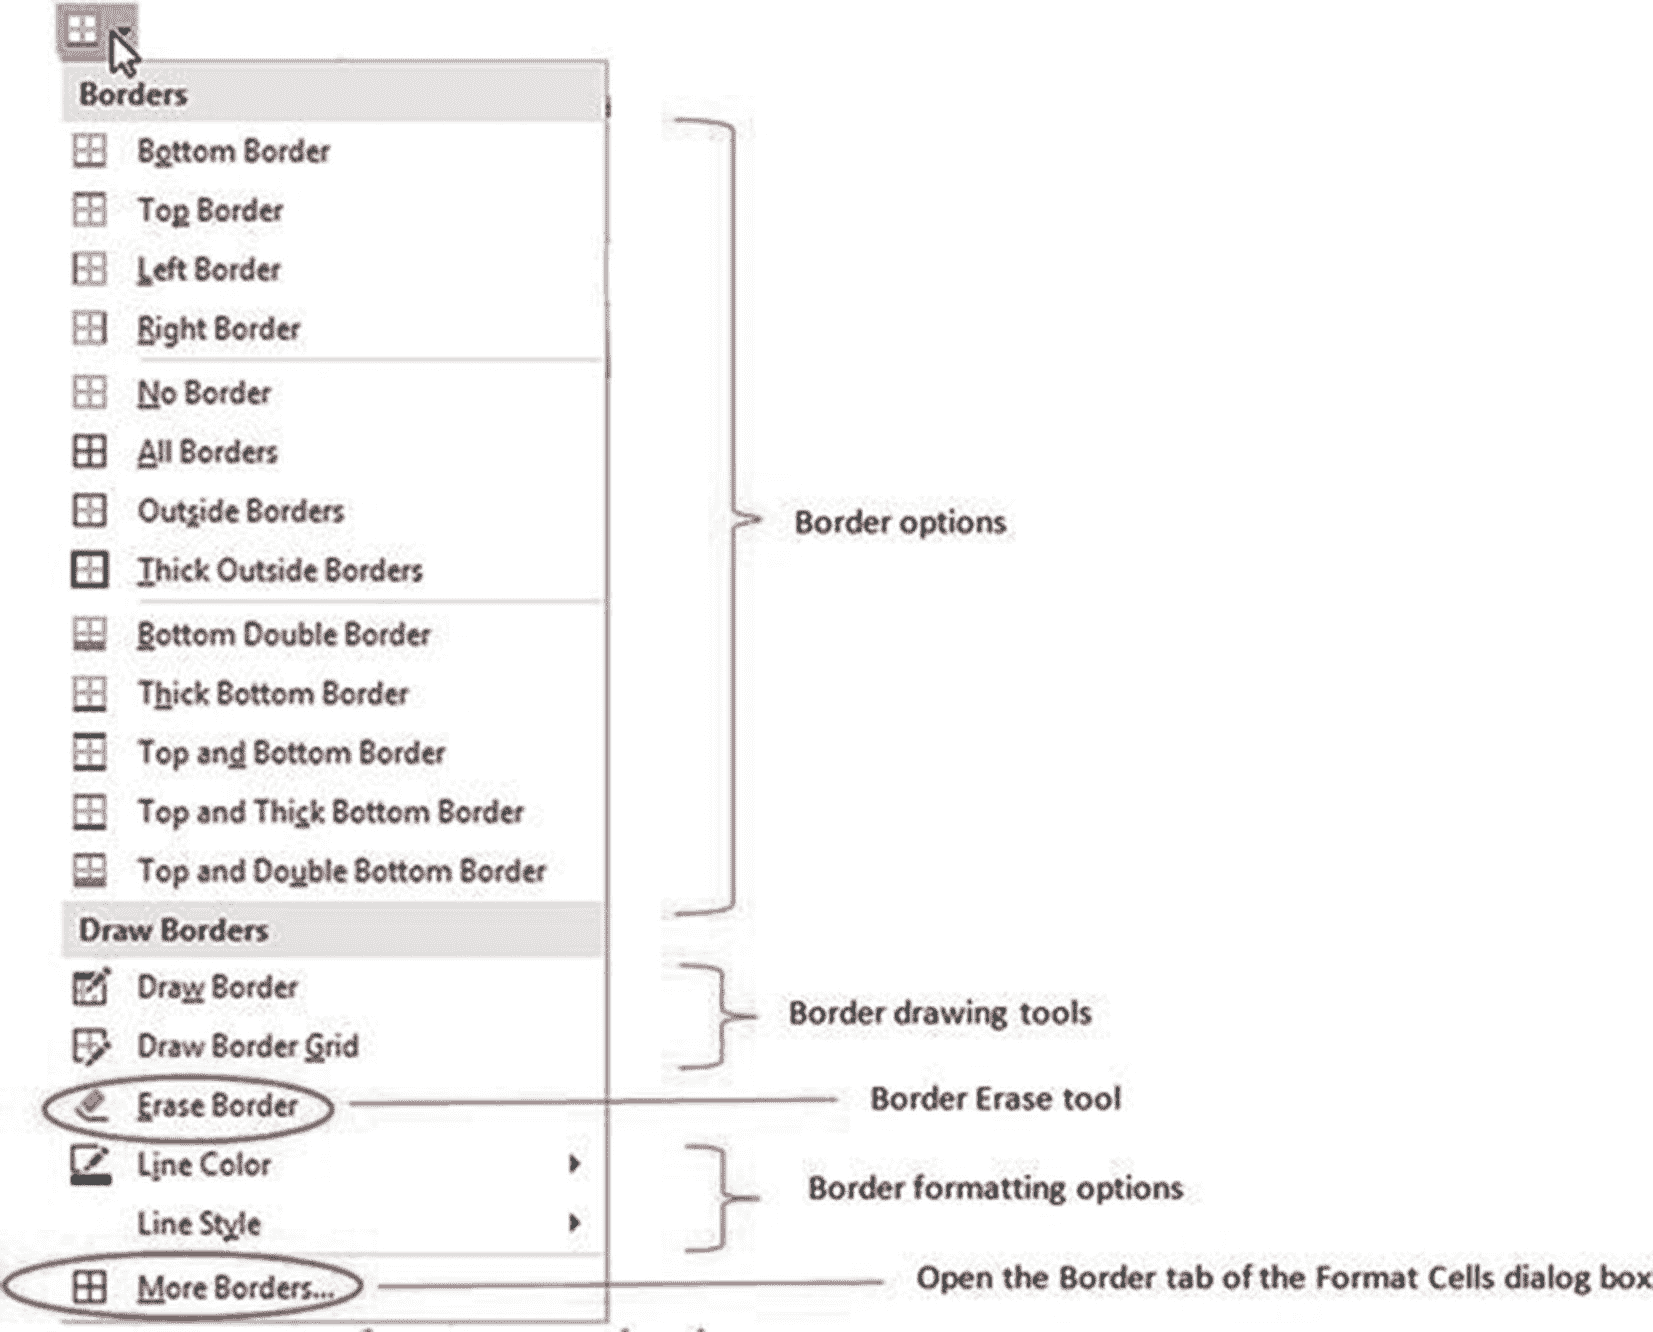 Borders
Bottom Border
Top Border
Left Border
Right Border
No Border
All Borders
Outside Borders
Thick Outside Borders
Bottom Double Border
Thick Bottom Border
Top and Bottom Border
Top and Thick Bottom Border
Top and Double Bottom Border
Border options
Draw Borders
Draw Border
Draw Border Grid
Border drawing tools
Erase Border
Border Erase tool
Line Color
Line Style
Border formatting options
More Borders...
Open the Border tab of the Format Cells dialog box